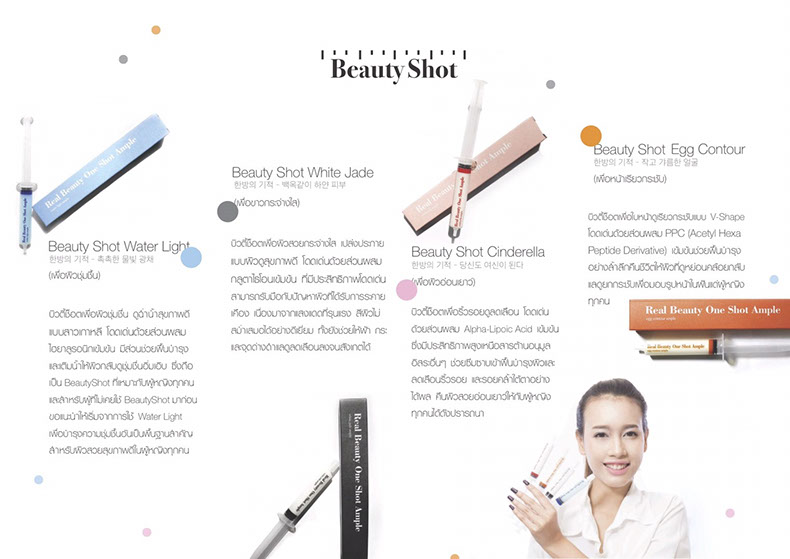 Beauty Shot
Real Beauty One Shot Ample
Beauty Shot Water Light
한방의 기적 - 촉촉한 물빛 광채
(เพื่อผิวชุ่มชื้น)
บิวตี้ช็อตเพื่อผิวชุ่มชื้น ดูฉ่ำน้ำสุขภาพดี
แบบสาวเกาหลี โดดเด่นด้วยส่วนผสม
ไฮยาลูรอนิกเข้มข้น มีส่วนช่วยฟื้นบำรุง
และเติมน้ำให้ผิวกลับดูชุ่มชื้นอิ่มเอิบ ซึ่งถือ
เป็น BeautyShot ที่เหมาะกับผู้หญิงทุกคน
และสำหรับผู้ที่ไม่เคยใช้ BeautyShot มาก่อน
ขอแนะนำให้เริ่มจากการใช้ Water Light
เพื่อบำรุงความชุ่มชื้นอันเป็นพื้นฐานสำคัญ
สำหรับผิวสวยสุขภาพดีในผู้หญิงทุกคน
Beauty Shot White Jade
한방의 기적 - 백옥같이 하얀 피부
(เพื่อขาวกระจ่างใส)
บิวตี้ช็อตเพื่อผิวสวยกระจ่างใส เปล่งประกาย
แบบผิวดูสุขภาพดี โดดเด่นด้วยส่วนผสม
กลูตาไธโอนเข้มข้น ที่มีประสิทธิภาพโดดเด่น
สามารถรับมือกับปัญหาผิวที่ได้รับการระคาย
เคือง เนื่องมาจากแสงแดดที่รุนแรง สีผิวไม่
สม่ำเสมอได้อย่างดีเยี่ยม ทั้งยังช่วยให้ฝ้า กระ
และจุดด่างดำแลดูลดเลือนลงจนสังเกตได้
Real Beauty One Shot Ample
Real Beauty One Shot Ample
Beauty Shot Cinderella
한방의 기적 - 당신도 여신이 된다
(เพื่อผิวอ่อนเยาว์)
บิวตี้ช็อตเพื่อริ้วรอยดูลดเลือน โดดเด่น
ด้วยส่วนผสม Alpha-Lipoic Acid เข้มข้น
ซึ่งมีประสิทธิภาพสูงเหนือสารต้านอนุมูล
อิสระอื่นๆ ช่วยซึมซาบเข้าฟื้นบำรุงผิวและ
ลดเลือนริ้วรอย และรอยคล้ำใต้ตาอย่าง
ได้ผล คืนผิวสวยอ่อนเยาว์ให้กับผู้หญิง
ทุกคนได้ดังปรารถนา
Beauty Shot Egg Contour
한방의 기적 - 작고 갸름한 얼굴
(เพื่อหน้าเรียวกระชับ)
บิวตี้ช็อตเพื่อใบหน้าดูเรียวกระชับแบบ V-Shape
โดดเด่นด้วยส่วนผสม PPC (Acetyl Hexa
Peptide Derivative) เข้มข้นช่วยฟื้นบำรุง
อย่างล้ำลึกคืนชีวิตให้ผิวที่ดูหย่อนคล้อยกลับ
แลดูยกกระชับเพื่อมอบรูปหน้าในฝันแด่ผู้หญิง
ทุกคน
Real Beauty One Shot Ample
Real Beauty One Shot Ample